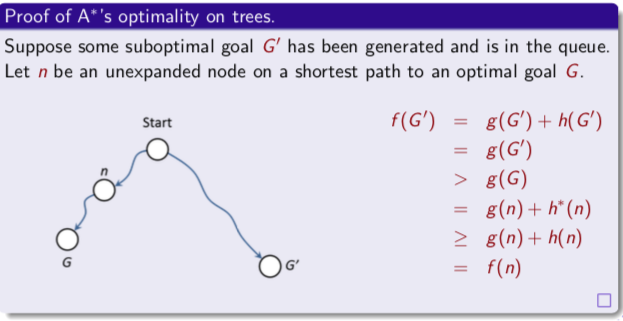 Proof of A*'s optimality on trees.
Suppose some suboptimal goal G′ has been generated and is in the queue.
Let n be an unexpanded node on a shortest path to an optimal goal G.
Start
n
G
G'
f(G′) = g(G′) + h(G′)
= g(G′)
> g(G)
= g(n) + h*(n)
≥ g(n) + h(n)
= f(n)
□